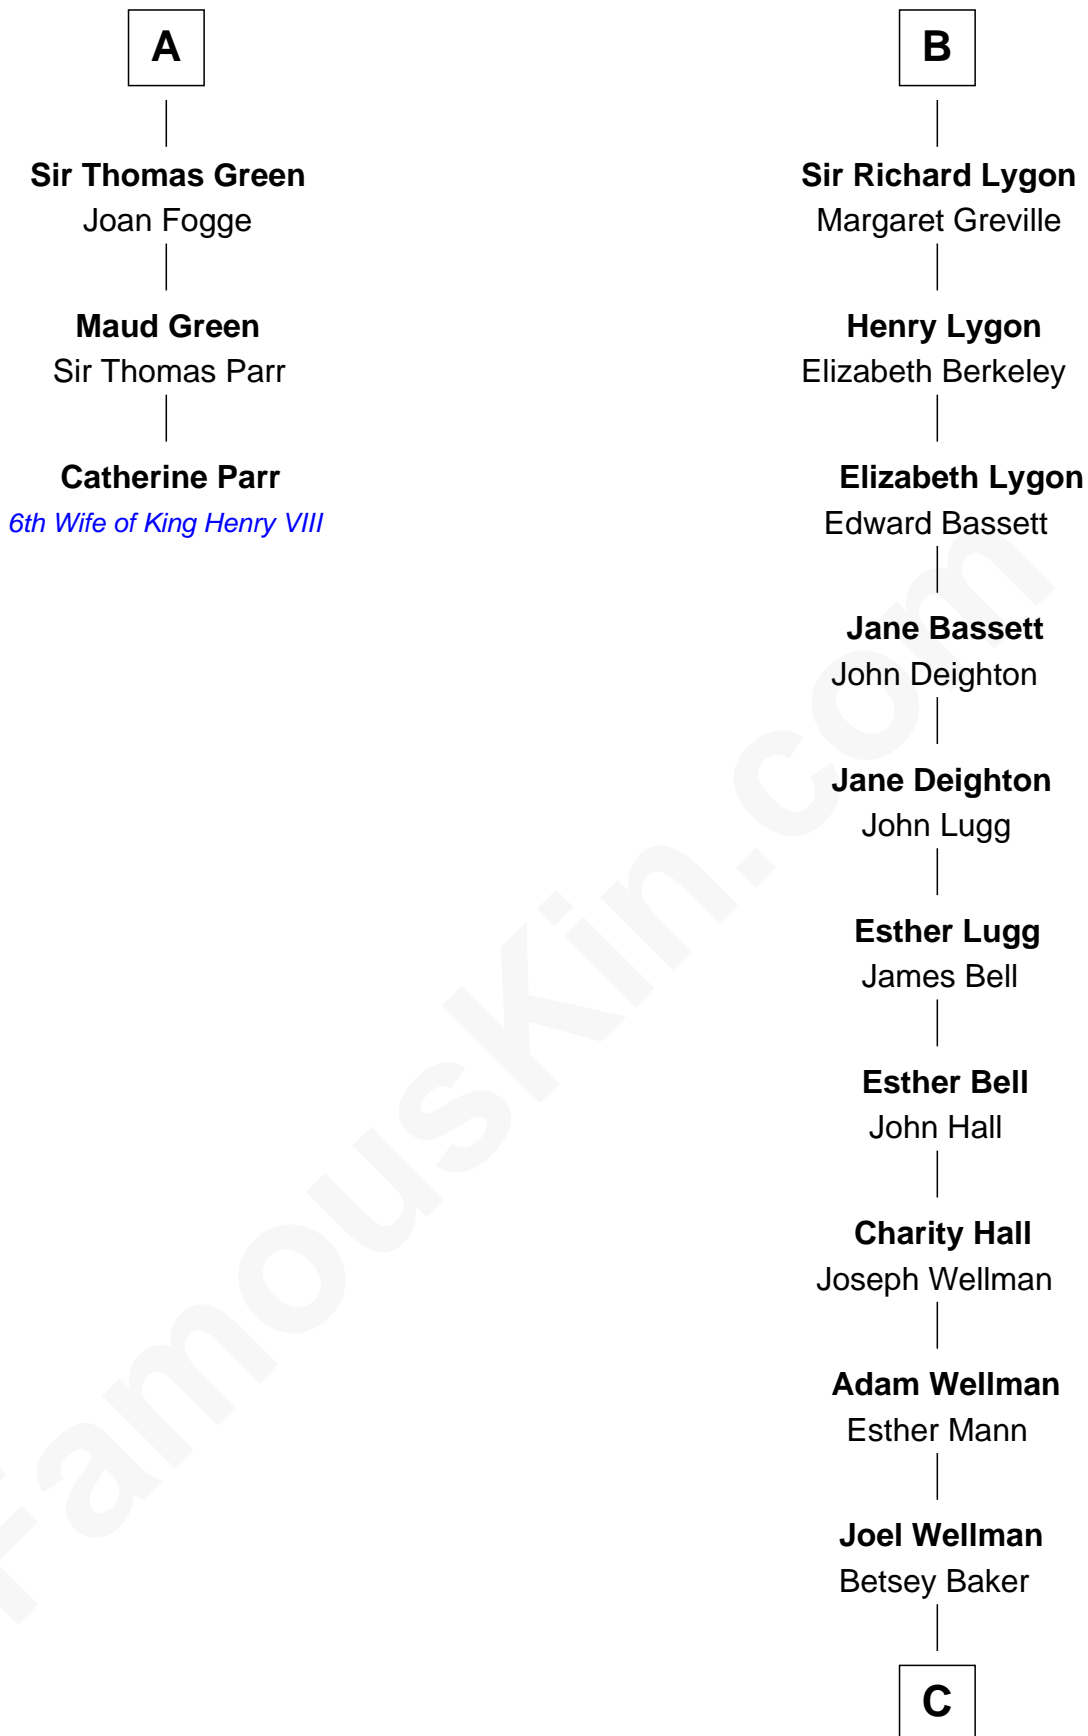 A
Sir Thomas Green
Joan Fogge
Maud Green
Sir Thomas Parr
Catherine Parr
6th Wife of King Henry VIII
B
Sir Richard Lygon
Margaret Greville
Henry Lygon
Elizabeth Berkeley
Elizabeth Lygon
Edward Bassett
Jane Bassett
John Deighton
Jane Deighton
John Lugg
Esther Lugg
James Bell
Esther Bell
John Hall
Charity Hall
Joseph Wellman
Adam Wellman
Esther Mann
Joel Wellman
Betsey Baker
C
FamousKin.com